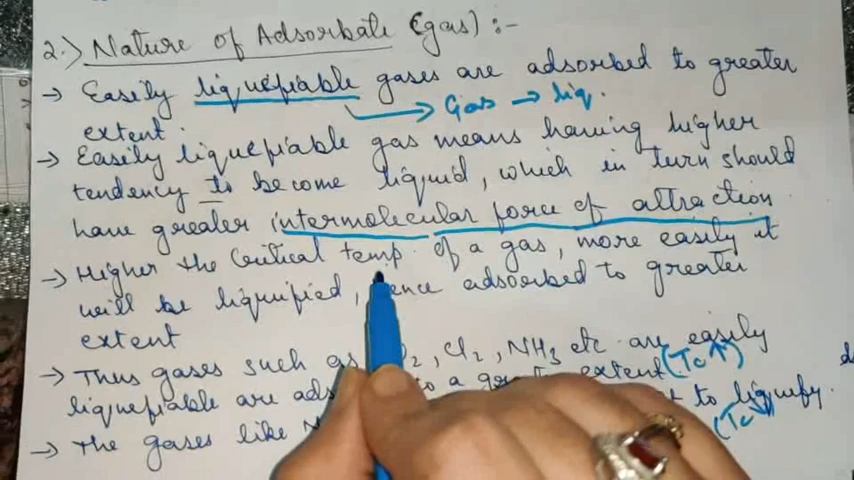 2.) Nature of Adsorbate (gas) :-
→ Easily liquefiable gases are adsorbed to greater
Gas → liq.
extent.
→ Easily liquefiable gas means having higher
tendency to become liquid, which in turn should
have greater intermolecular force of attraction
→ Higher the Critical temp. of a gas, more easily it
will be liquified, hence adsorbed to greater
extent
→ Thus gases such as Cl2, NH3 etc are easily
liquefiable are to a extent (Tc↑)
→ The gases like to liquefy.
(Tc↓)